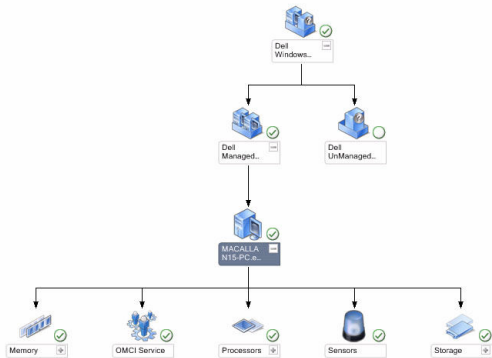 Dell
Windows..
Dell
Managed..
Dell
UnManaged..
MACALLA
N15-PC.e..
Memory
OMCI Service
Processors
Sensors
Storage